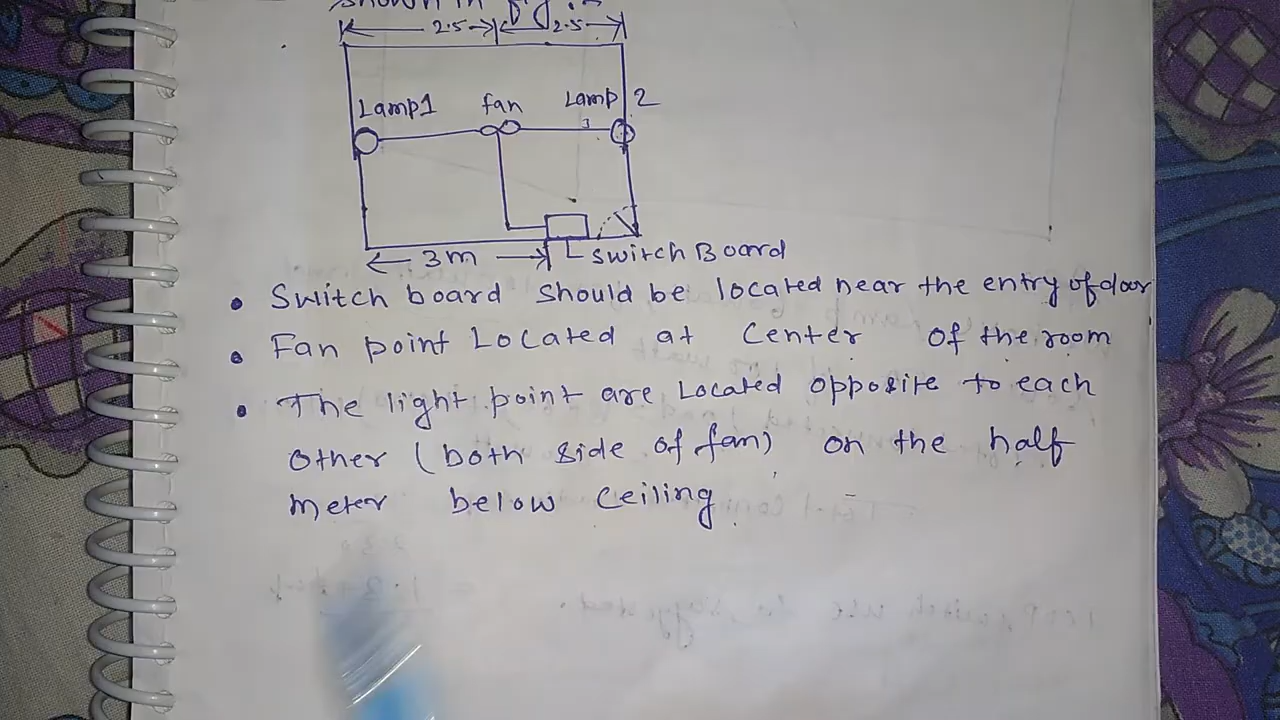 shown in
2.5 2.5
Lamp1 fan Lamp 2
3m Switch Board
• Switch board Should be located near the entry of door
• Fan point Located at Center of the room
• The light point are Located opposite to each
Other (both side of fan) on the half
meter below Ceiling.